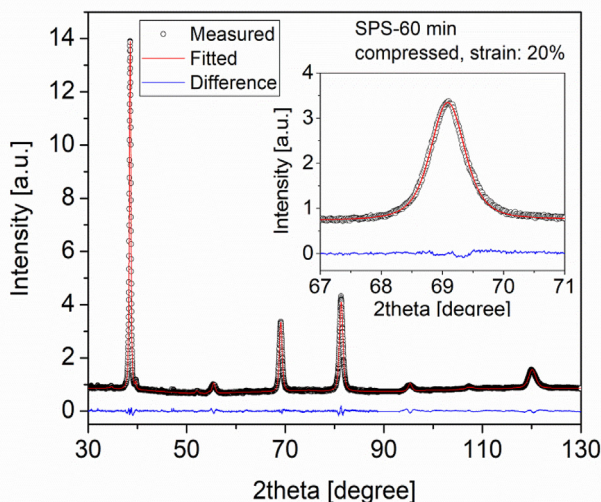 Measured
Fitted
Difference
SPS-60 min
compressed, strain: 20%
Intensity [a.u.]
14
12
10
8
6
4
2
0
30
50
70
90
110
130
2theta [degree]
Intensity [a.u.]
4
3
2
1
0
67
68
69
70
71
2theta [degree]